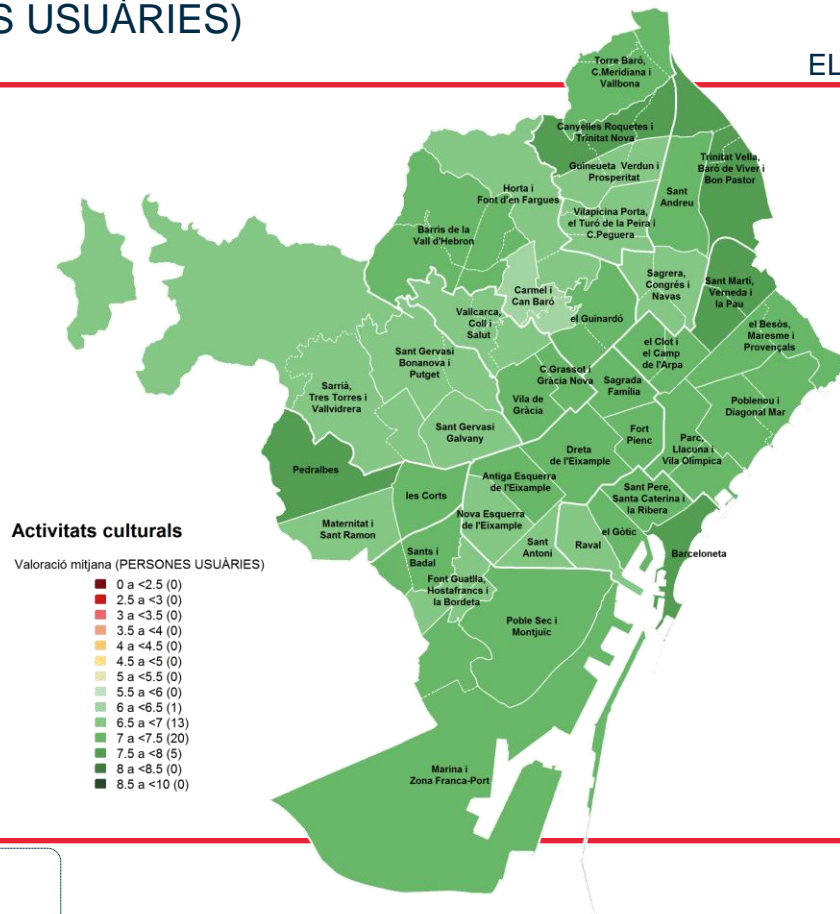 S USUÀRIES)
EL
Torre Baró,
C.Meridiana i
Vallbona
Canyelles Roquetes i
Trinitat Nova
Guineueta Verdun i
Prosperitat
Trinitat Vella,
Baró de Viver i
Bon Pastor
Sant
Andreu
Horta i
Font d'en Fargues
Vilapicina Porta,
el Turó de la Peira i
C.Peguera
Barris de la
Vall d'Hebron
Sagrera,
Congrés i
Navas
Sant Martí,
Verneda i
la Pau
Carmel i
Can Baró
Vallcarca,
Coll i
Salut
el Guinardó
el Besòs,
Maresme i
Provençals
el Clot i
el Camp
de l'Arpa
Sant Gervasi
Bonanova i
Putget
C.Grassot i
Gràcia Nova
Sagrada
Família
Sarrià,
Tres Torres i
Vallvidrera
Vila de
Gràcia
Poblenou i
Diagonal Mar
Sant Gervasi
Galvany
Fort
Pienc
Parc,
Llacuna i
Vila Olímpica
Dreta
de l'Eixample
Pedralbes
Antiga Esquerra
de l'Eixample
Sant Pere,
Santa Caterina i
la Ribera
les Corts
Nova Esquerra
de l'Eixample
Maternitat i
Sant Ramon
el Gòtic
Sant
Antoni
Raval
Barceloneta
Sants i
Badal
Font Guatlla,
Hostafrancs i
la Bordeta
Poble Sec i
Montjuïc
Marina i
Zona Franca-Port
Activitats culturals
Valoració mitjana (PERSONES USUÀRIES)
0 a <2.5 (0)
2.5 a <3 (0)
3 a <3.5 (0)
3.5 a <4 (0)
4 a <4.5 (0)
4.5 a <5 (0)
5 a <5.5 (0)
5.5 a <6 (0)
6 a <6.5 (1)
6.5 a <7 (13)
7 a <7.5 (20)
7.5 a <8 (5)
8 a <8.5 (0)
8.5 a <10 (0)